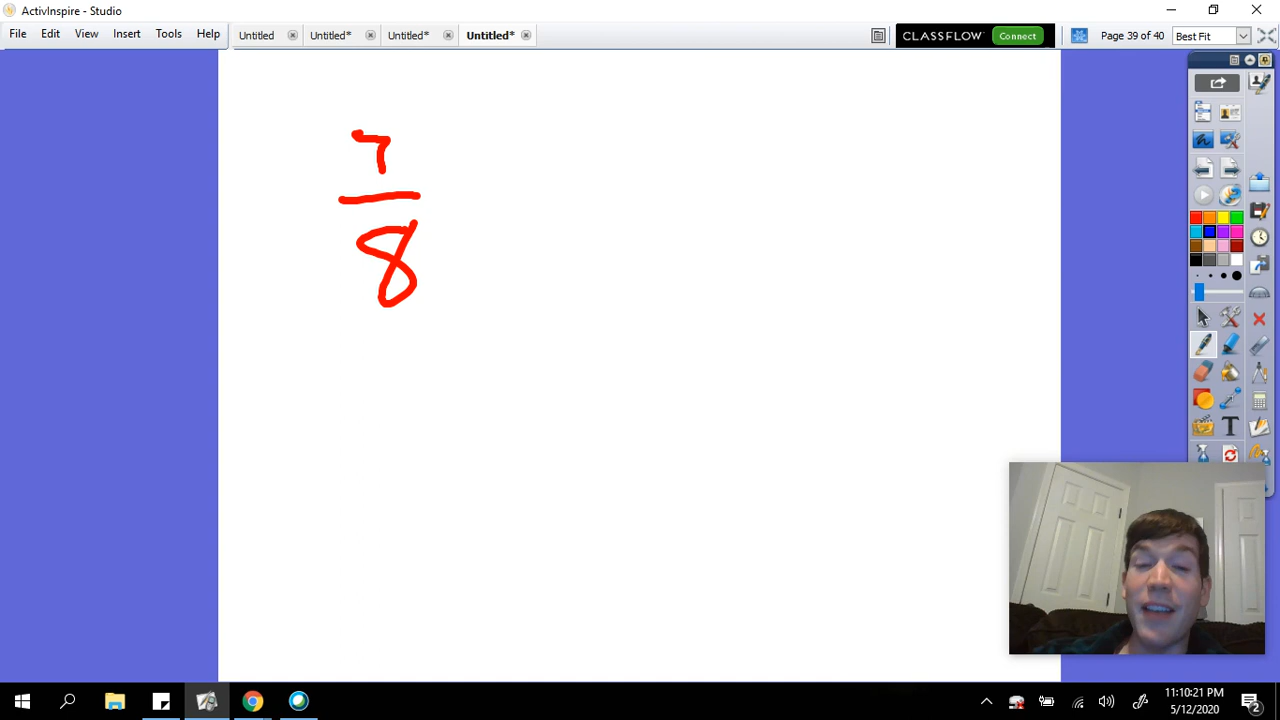 ActivInspire - Studio
File Edit View Insert Tools Help
Untitled Untitled* Untitled* Untitled*
CLASSFLOW Connect
Page 39 of 40 Best Fit
7
8
T
11:10:21 PM
5/12/2020
2